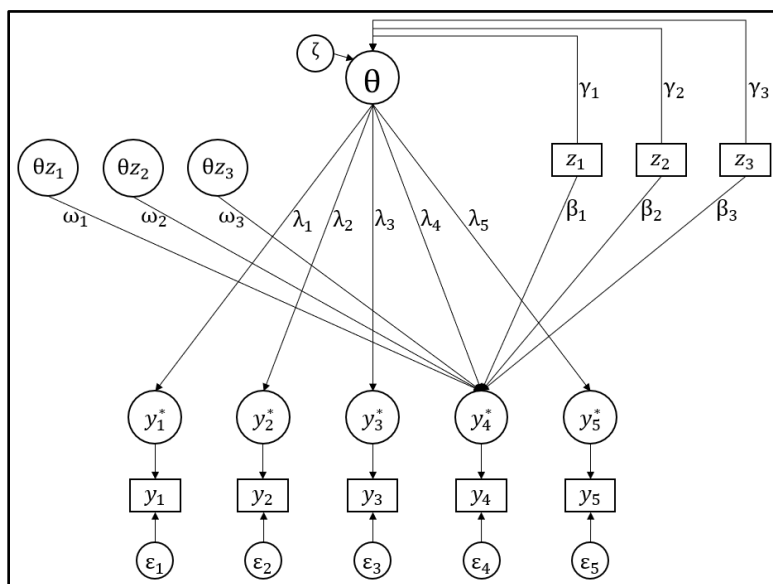 ζ
θ
γ₁ γ₂ γ₃
θz₁ θz₂ θz₃ z₁ z₂ z₃
ω₁ ω₂ ω₃ λ₁ λ₂ λ₃ λ₄ λ₅ β₁ β₂ β₃
y₁* y₂* y₃* y₄* y₅*
y₁ y₂ y₃ y₄ y₅
ε₁ ε₂ ε₃ ε₄ ε₅